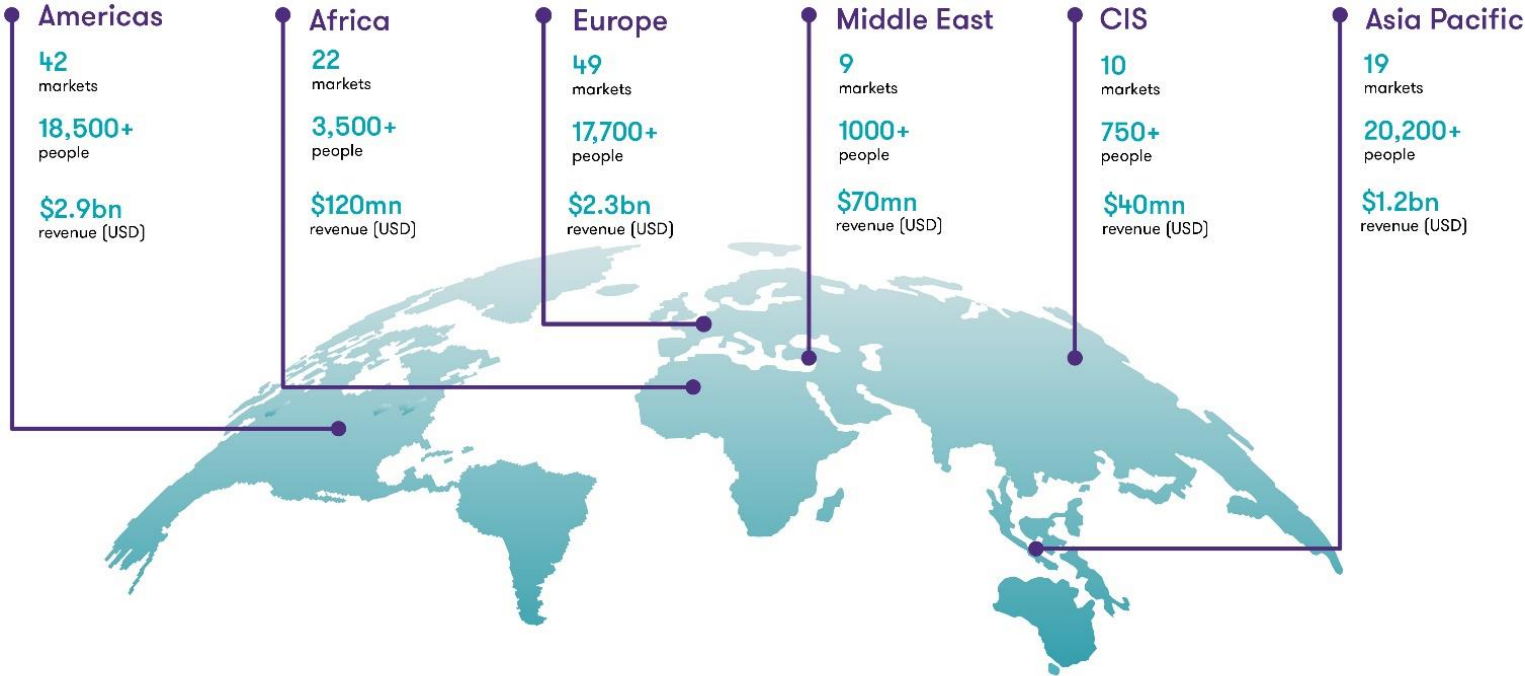 Americas
42
markets
18,500+
people
$2.9bn
revenue (USD)
Africa
22
markets
3,500+
people
$120mn
revenue (USD)
Europe
49
markets
17,700+
people
$2.3bn
revenue (USD)
Middle East
9
markets
1000+
people
$70mn
revenue (USD)
CIS
10
markets
750+
people
$40mn
revenue (USD)
Asia Pacific
19
markets
20,200+
people
$1.2bn
revenue (USD)